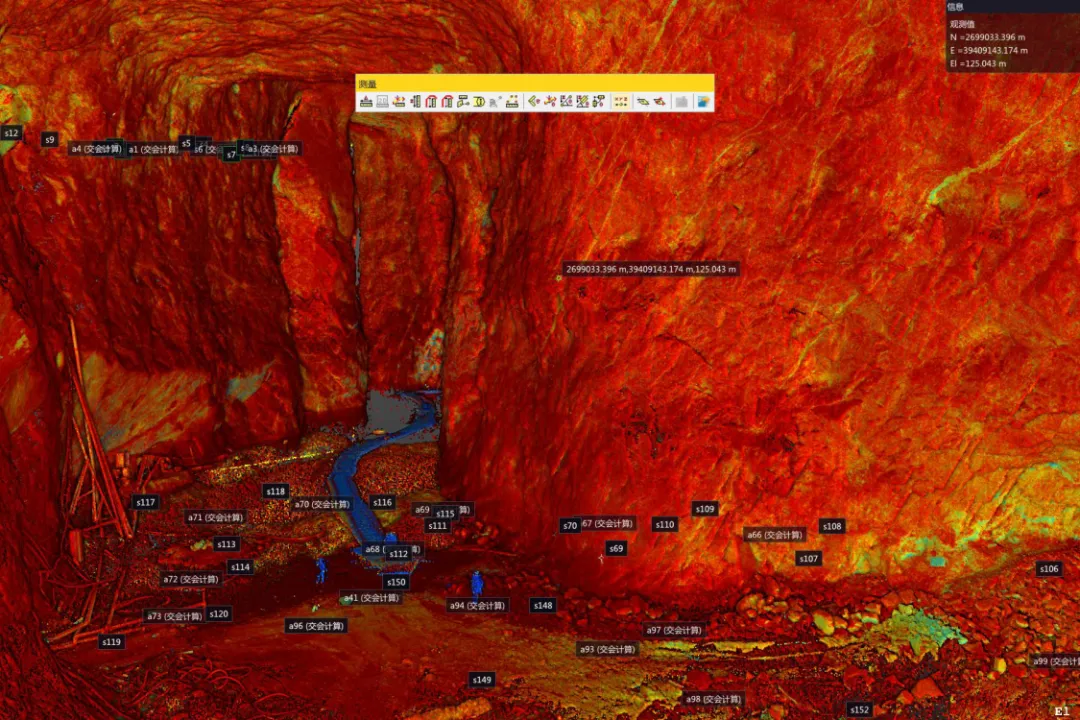 信息
观测值
N =2699033.396 m
E =39409143.174 m
El =125.043 m
测量
s12
s9
a4 (交会计算)
a1 (交会计算)
s5
s6 (交
s7
a3 (交会计算)
2699033.396 m,39409143.174 m,125.043 m
s117
s118
a70 (交会计算)
s116
a69
算)
s115
s111
a71 (交会计算)
s70
67 (交会计算)
s110
s109
a66 (交会计算)
s108
s113
a68 (
算)
s112
s69
s107
s114
s106
a72 (交会计算)
s150
a41 (交会计算)
a94 (交会计算)
s148
a73 (交会计算)
s120
a96 (交会计算)
a97 (交会计算)
s119
a93 (交会计算)
a99 (交会计
s149
a98 (交会计算)
s152
El